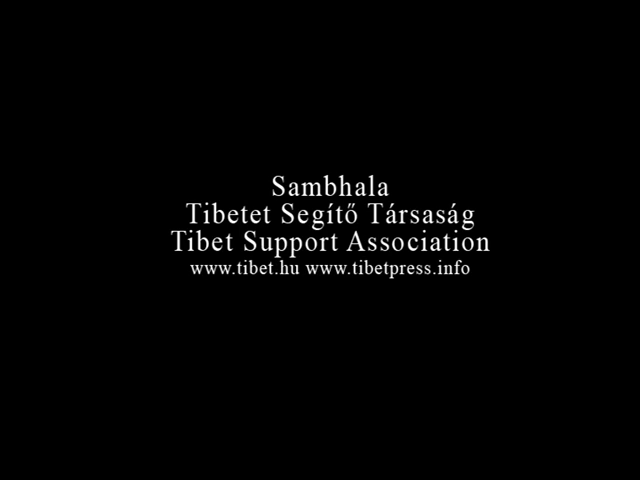 Sambhala
Tibetet Segítő Társaság
Tibet Support Association
www.tibet.hu www.tibetpress.info